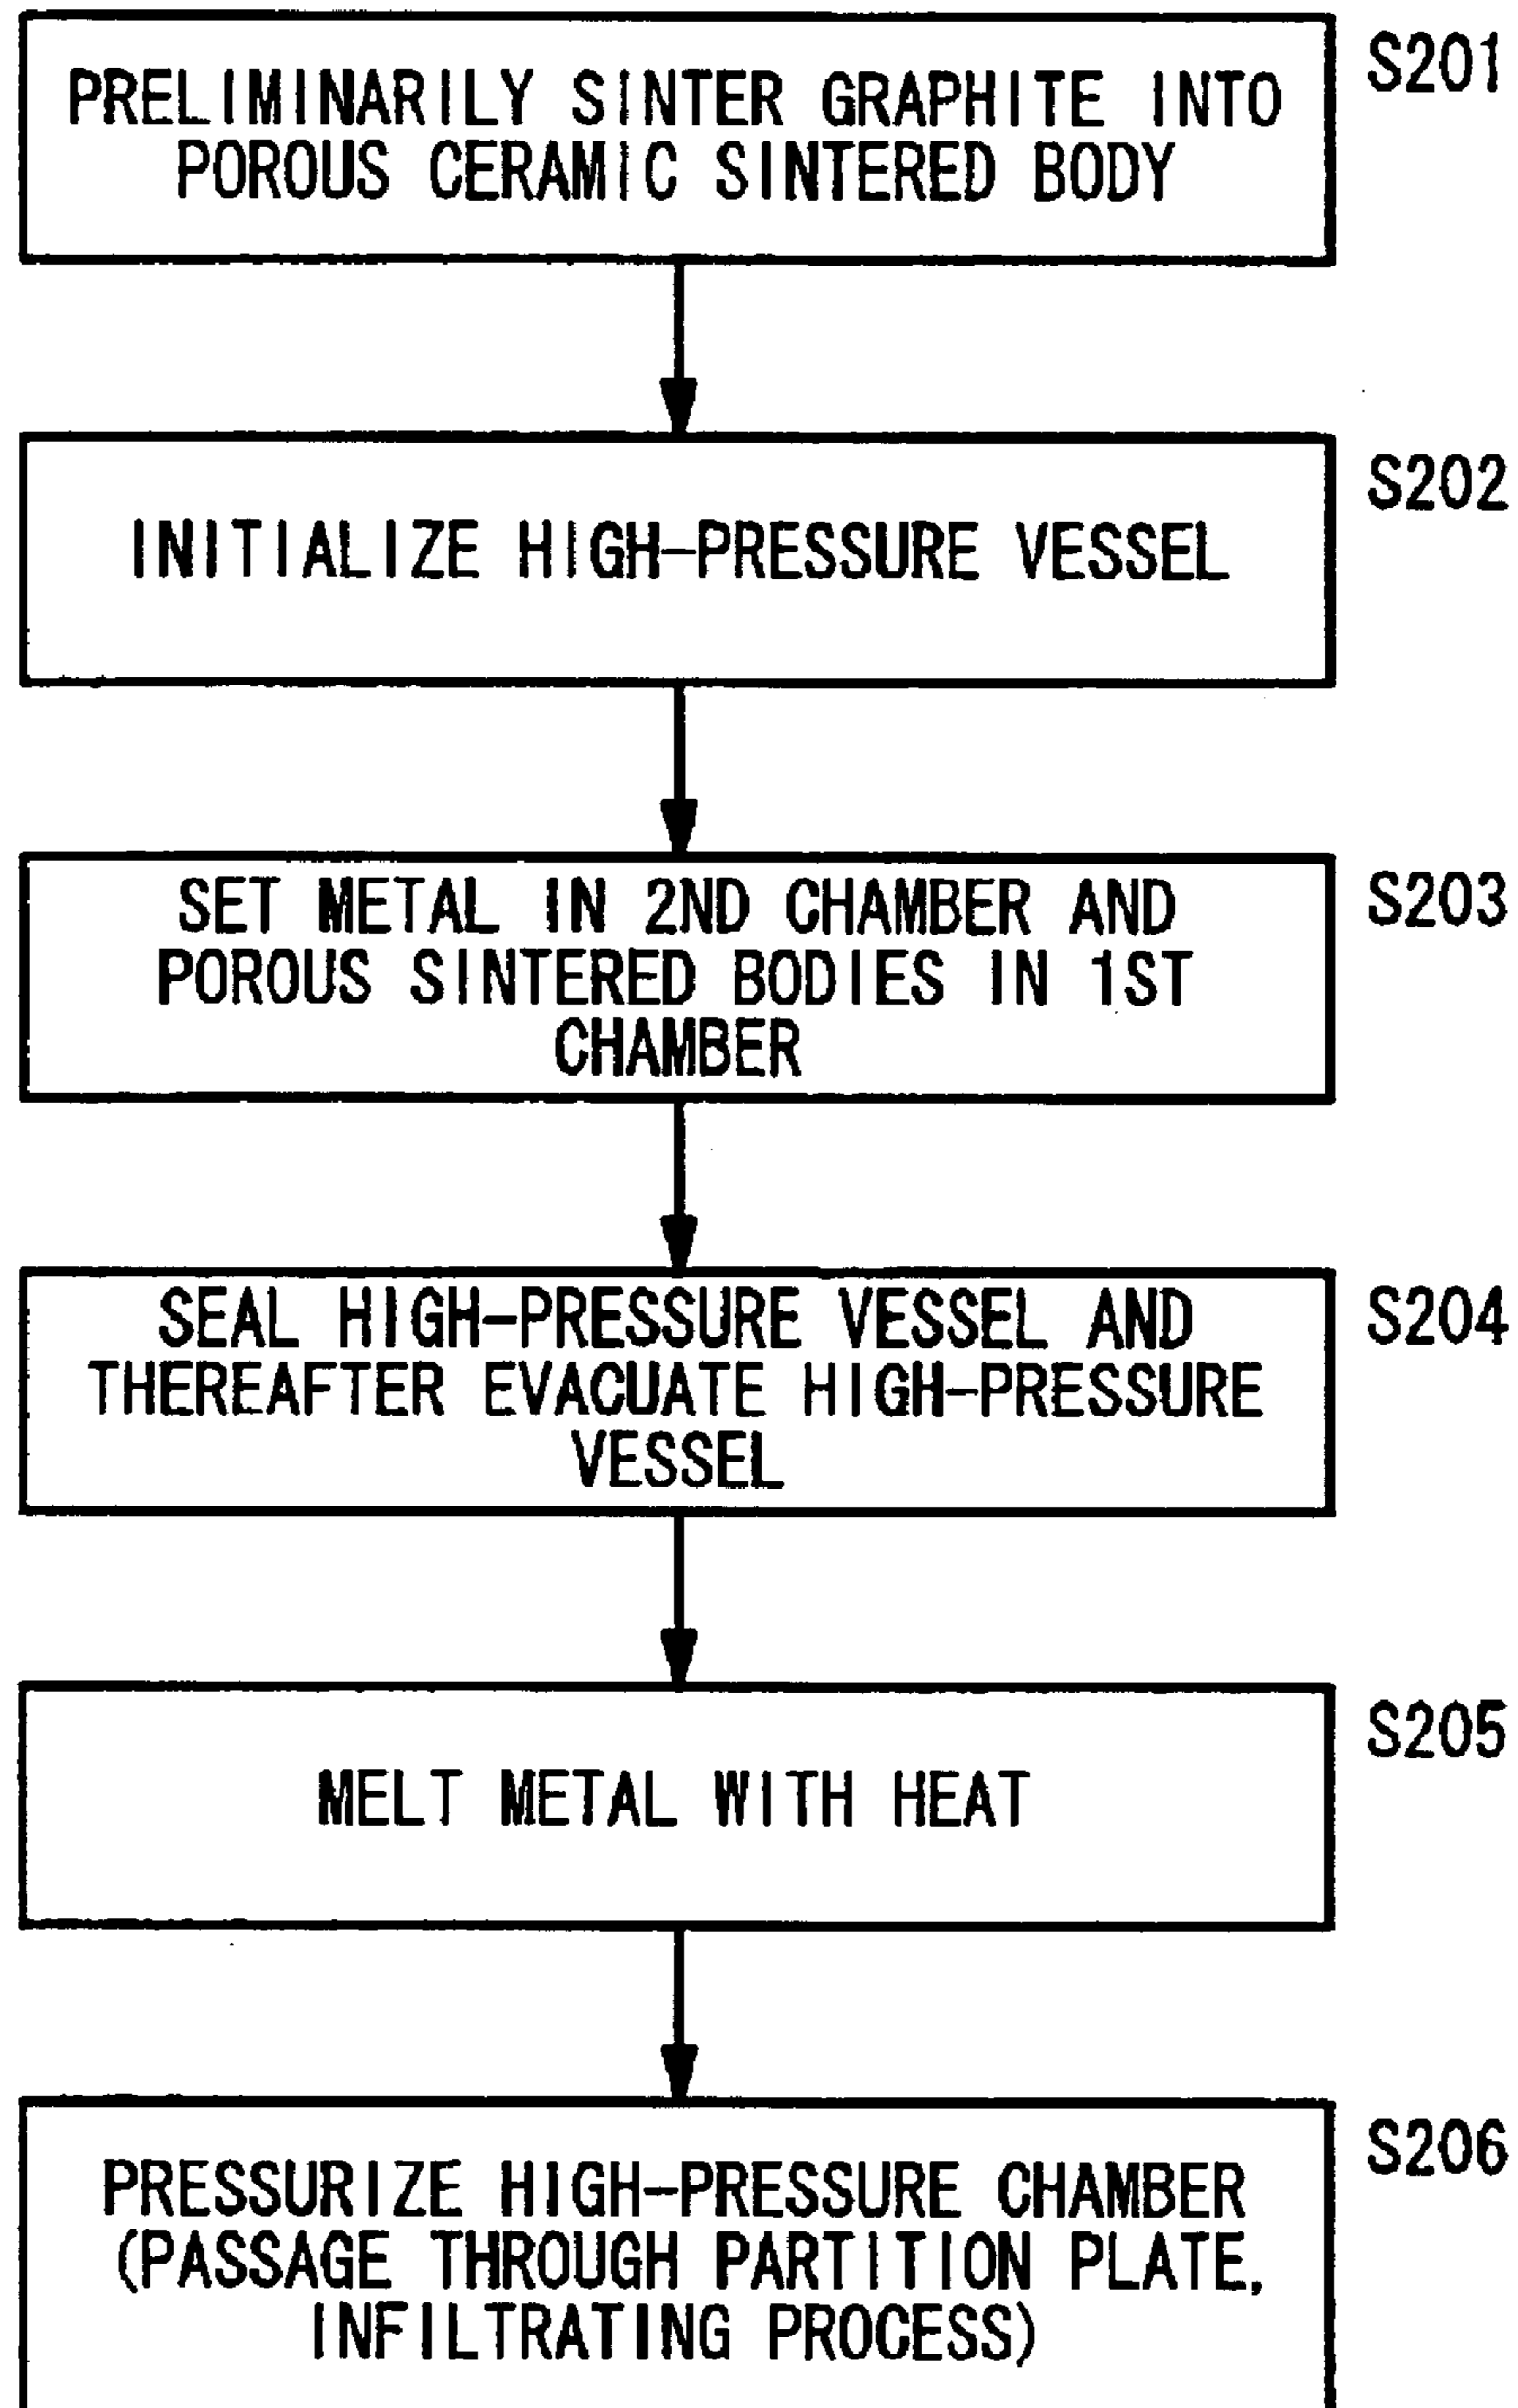 S201
PRELIMINARILY SINTER GRAPHITE INTO
POROUS CERAMIC SINTERED BODY
S202
INITIALIZE HIGH-PRESSURE VESSEL
S203
SET METAL IN 2ND CHAMBER AND
POROUS SINTERED BODIES IN 1ST
CHAMBER
S204
SEAL HIGH-PRESSURE VESSEL AND
THEREAFTER EVACUATE HIGH-PRESSURE
VESSEL
S205
MELT METAL WITH HEAT
S206
PRESSURIZE HIGH-PRESSURE CHAMBER
(PASSAGE THROUGH PARTITION PLATE,
INFILTRATING PROCESS)